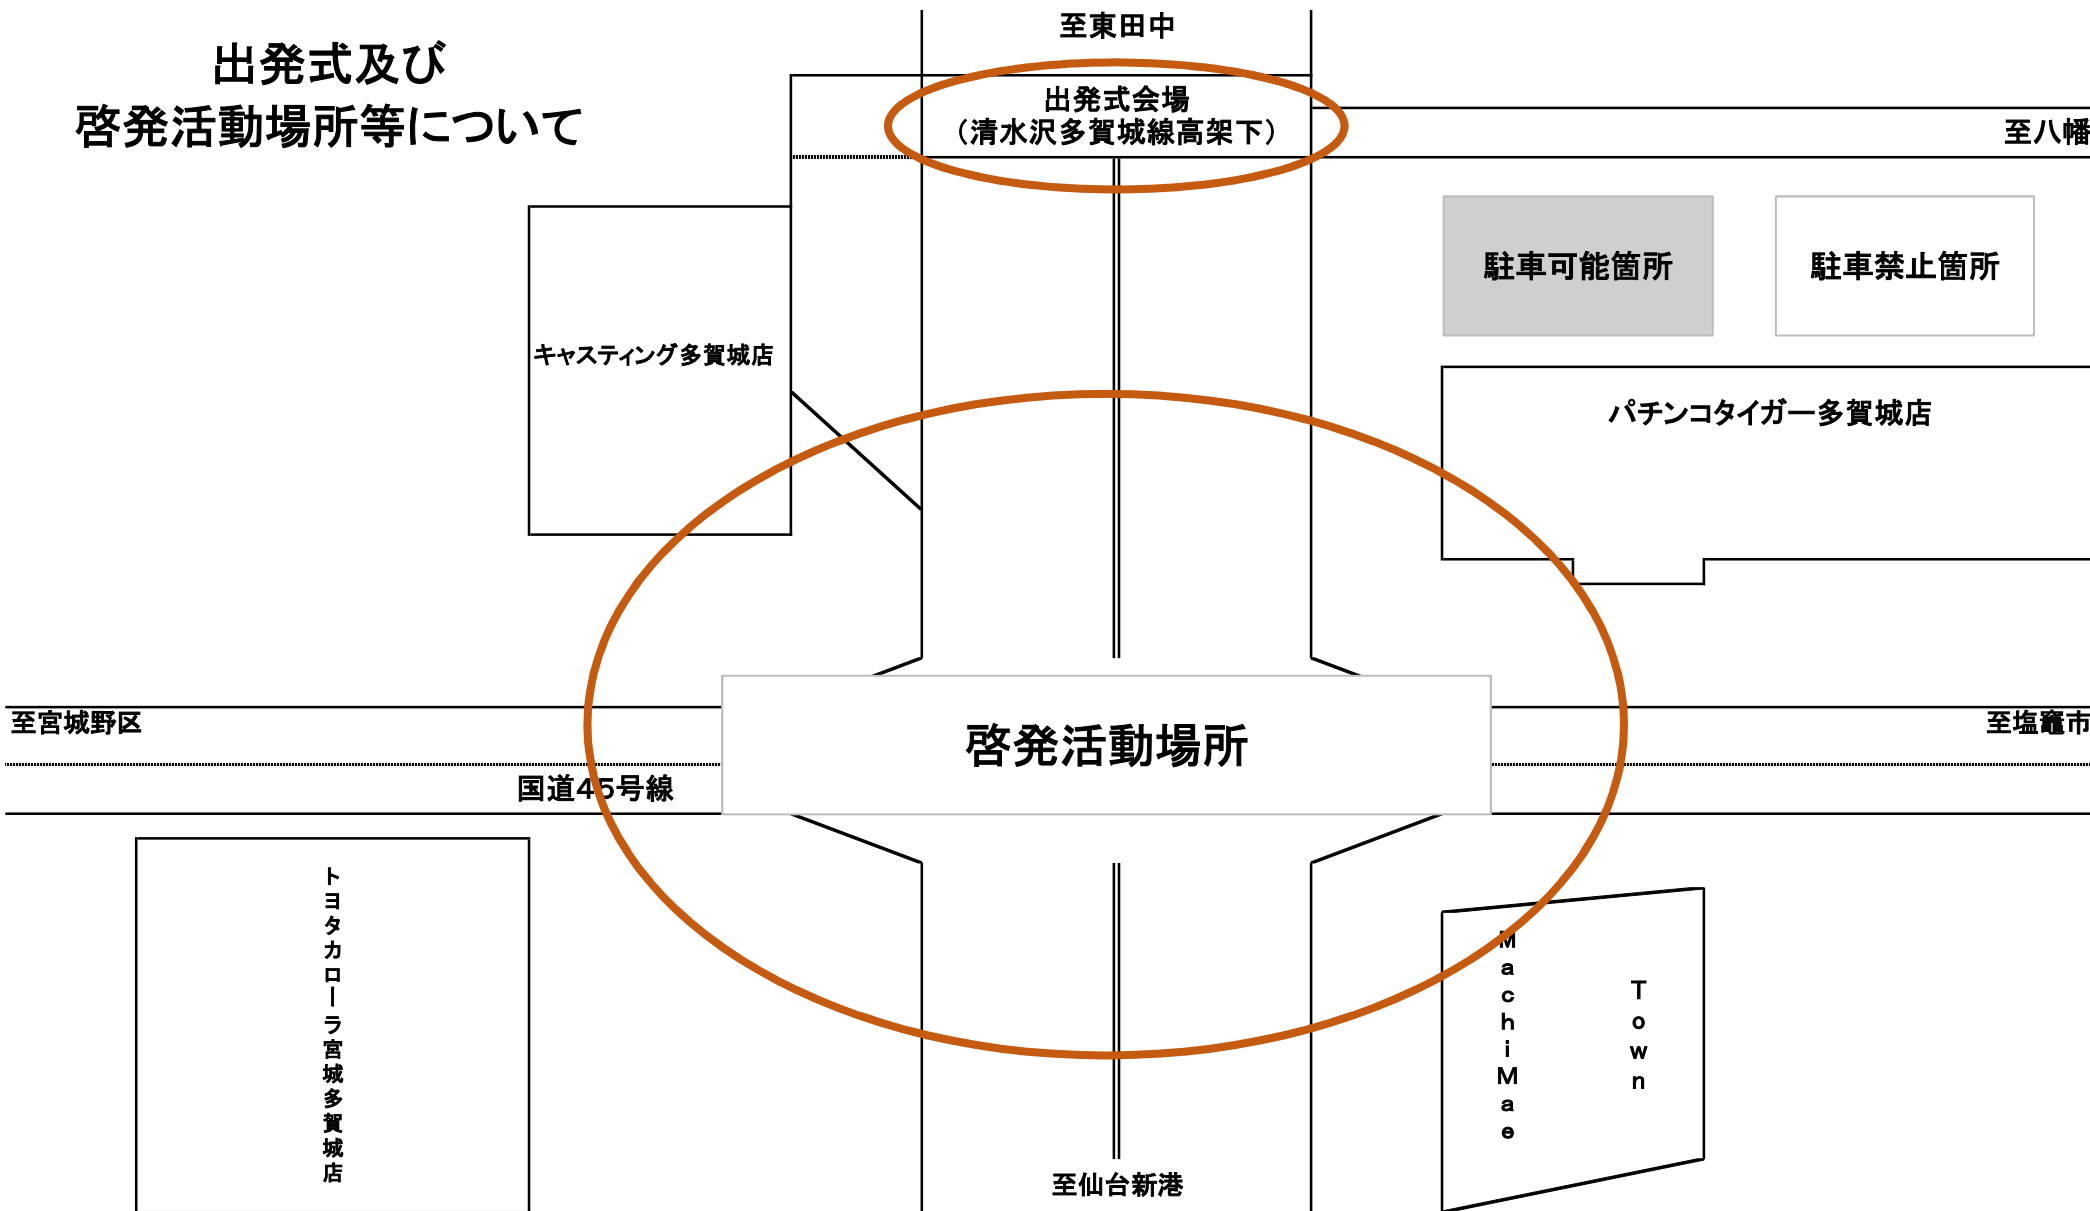 出発式及び
啓発活動場所等について
至東田中
出発式会場
（清水沢多賀城線高架下）
至八幡
駐車可能箇所
駐車禁止箇所
キャスティング多賀城店
パチンコタイガー多賀城店
至宮城野区
啓発活動場所
至塩竈市
国道45号線
トヨタカローラ宮城多賀城店
MachiMae
Town
至仙台新港